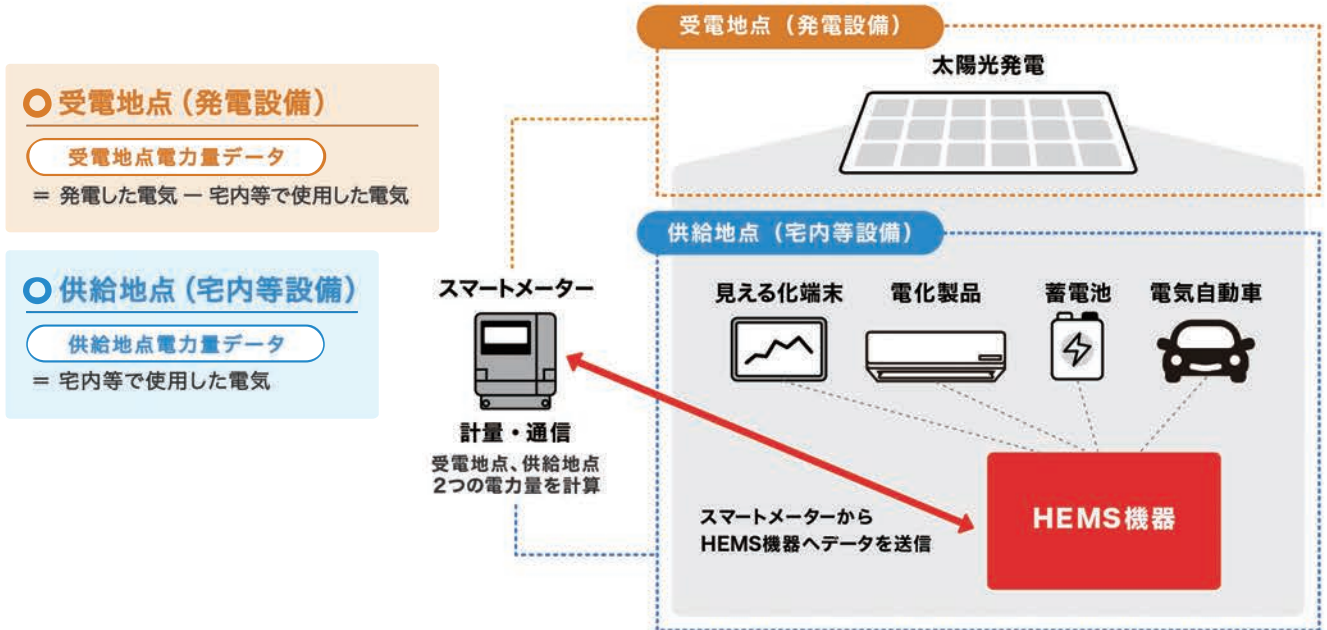 受電地点（発電設備）
受電地点電力量データ
＝ 発電した電気 － 宅内等で使用した電気
供給地点（宅内等設備）
供給地点電力量データ
＝ 宅内等で使用した電気
受電地点（発電設備）
太陽光発電
供給地点（宅内等設備）
スマートメーター
計量・通信
受電地点、供給地点
2つの電力量を計算
見える化端末
電化製品
蓄電池
電気自動車
スマートメーターから
HEMS機器へデータを送信
HEMS機器